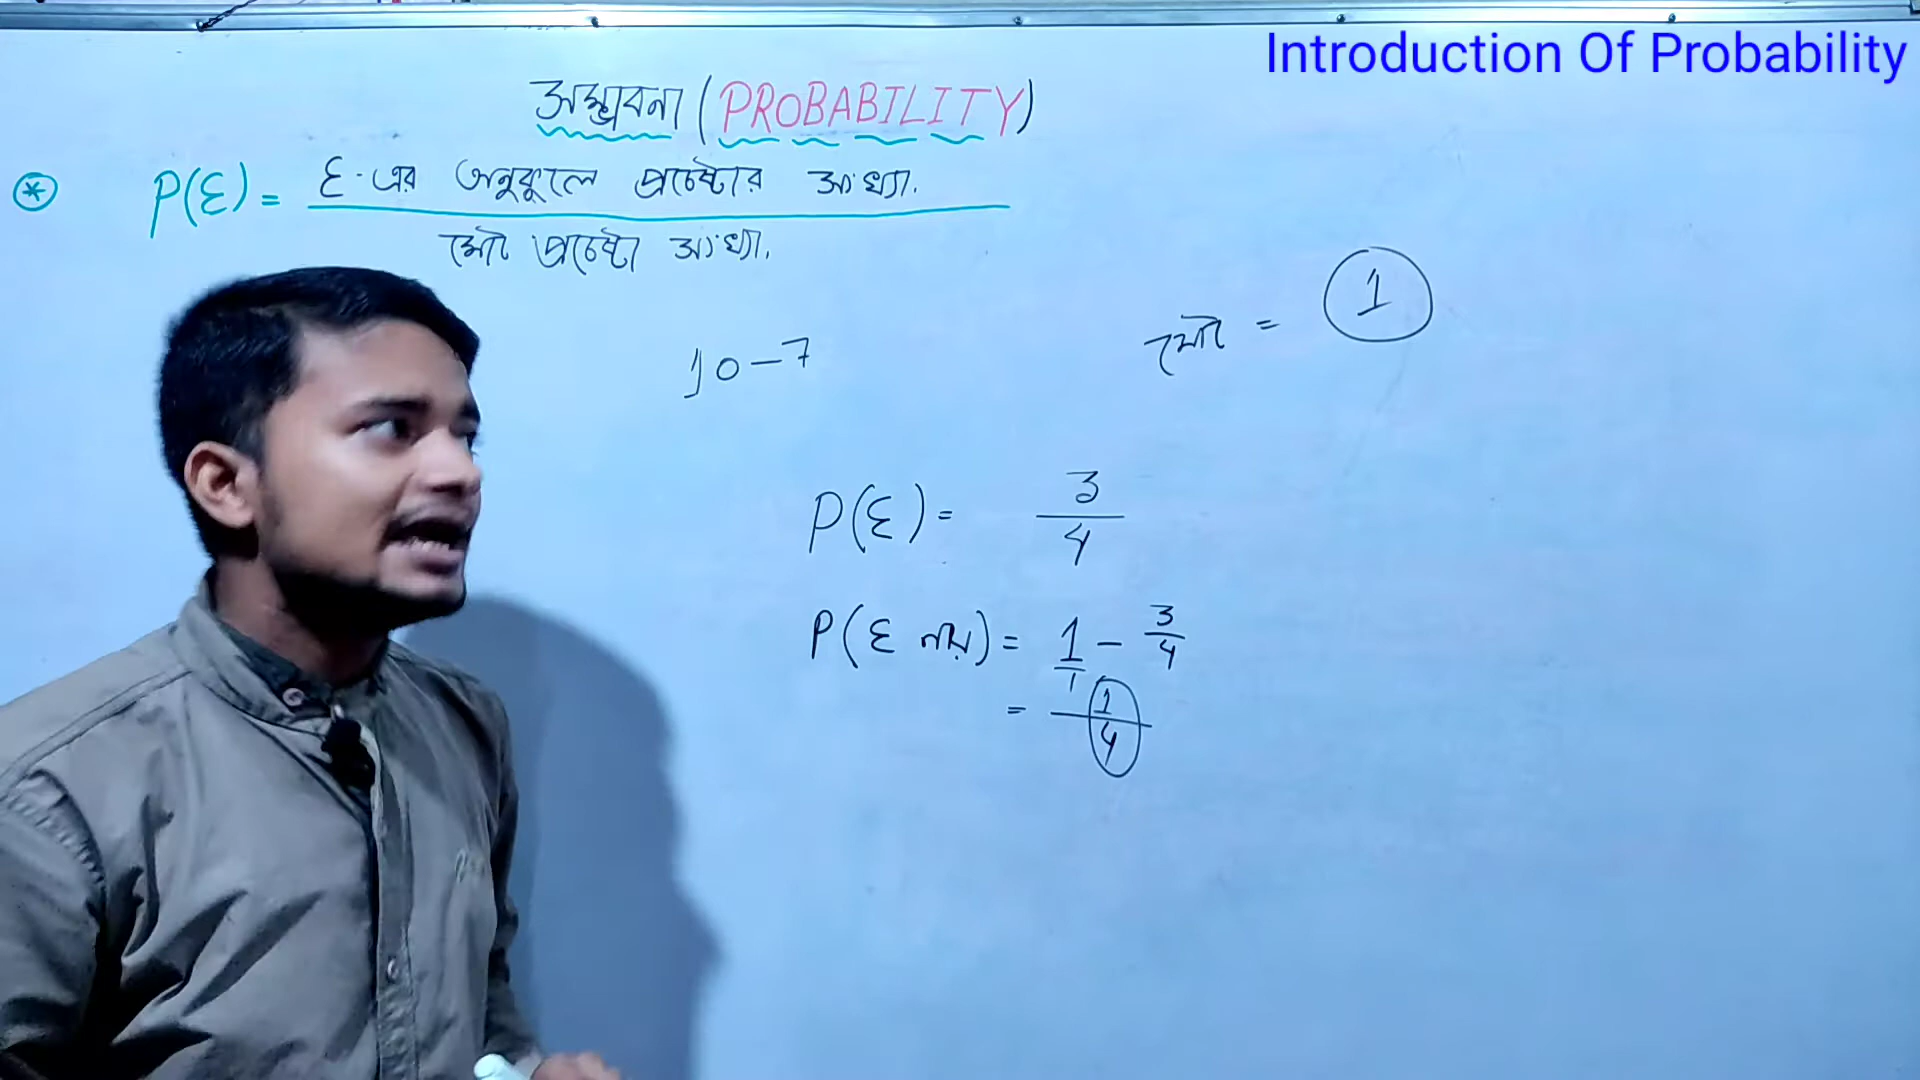 Introduction Of Probability
সম্ভাবনা (PROBABILITY)
* P(E) = E-এর অনুকুলে প্রচেষ্টার সংখ্যা.
মোট প্রচেষ্টা সংখ্যা.
10-7
মোট = 1
P(E) = 3/4
P(E নয়) = 1/1 - 3/4
= 1/4